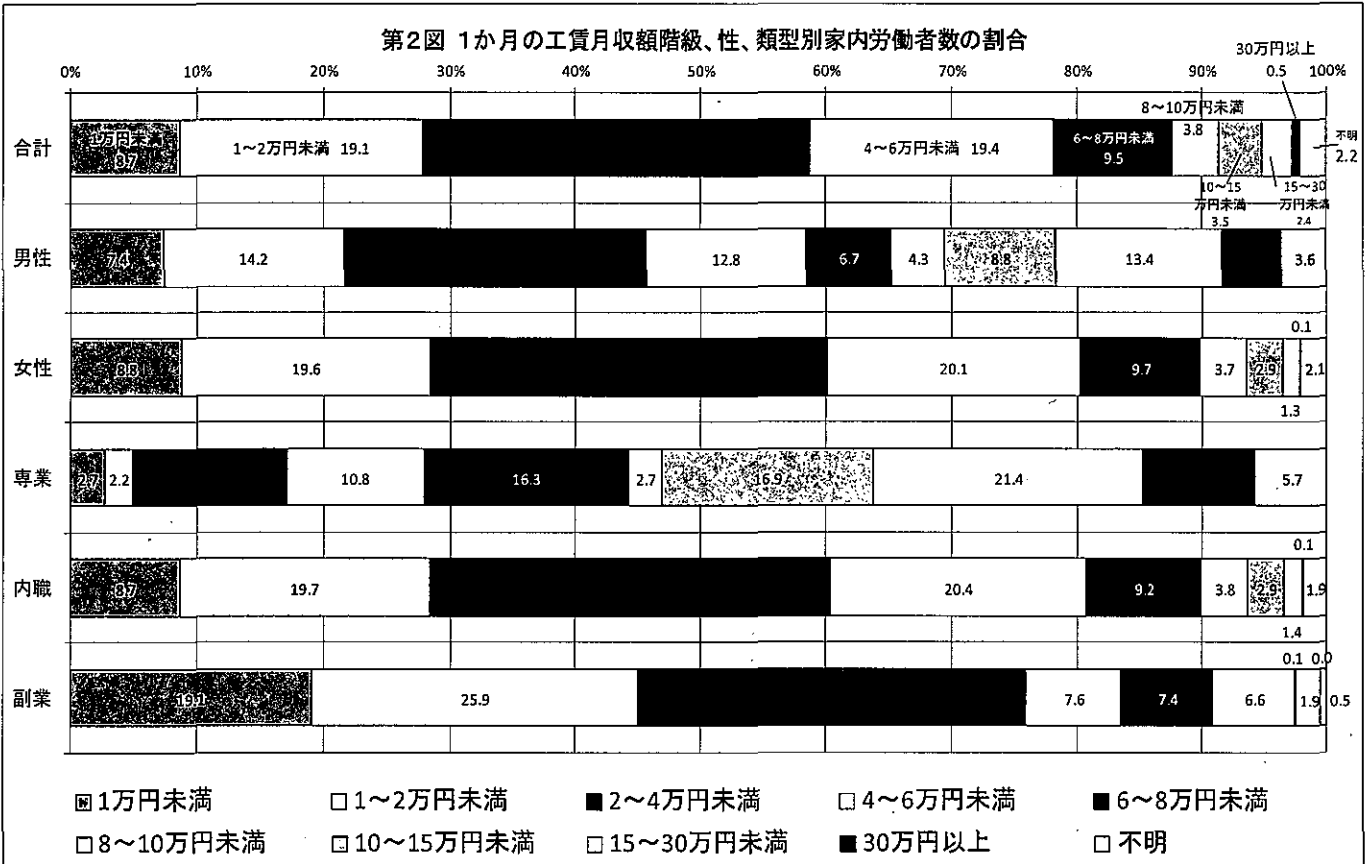 第2図 1か月の工賃月収額階級、性、類型別家内労働者数の割合
30万円以上
0% 10% 20% 30% 40% 50% 60% 70% 80% 90% 0.5 100%
8~10万円未満
合計 1万円未満 8.7 1~2万円未満 19.1 4~6万円未満 19.4 6~8万円未満 9.5 3.8 不明 2.2
10~15万円未満 3.5 15~30万円未満 2.4
男性 7.4 14.2 12.8 6.7 4.3 8.8 13.4 3.6
0.1
女性 8.8 19.6 20.1 9.7 3.7 2.9 2.1
1.3
専業 2.7 2.2 10.8 16.3 2.7 16.9 21.4 5.7
0.1
内職 8.7 19.7 20.4 9.2 3.8 2.9 1.9
1.4
0.1 0.0
副業 19.1 25.9 7.6 7.4 6.6 1.9 0.5
1万円未満 1~2万円未満 2~4万円未満 4~6万円未満 6~8万円未満
8~10万円未満 10~15万円未満 15~30万円未満 30万円以上 不明